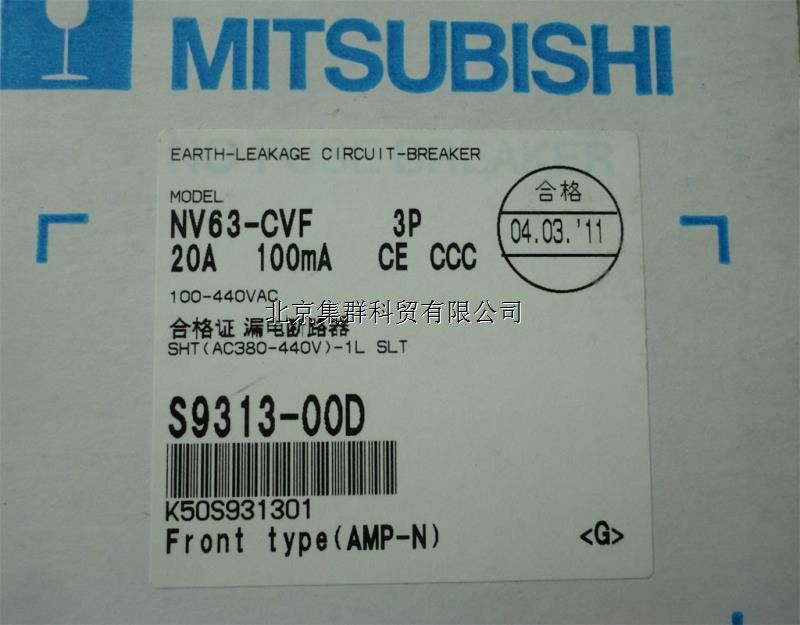 MITSUBISHI
EARTH-LEAKAGE CIRCUIT-BREAKER
MODEL
NV63-CVF 3P
20A 100mA CE CCC
合格
04.03.'11
100-440VAC
北京集群科贸有限公司
合格证 漏电断路器
SHT(AC380-440V)-1L SLT
S9313-00D
K50S931301
Front type(AMP-N) <G>